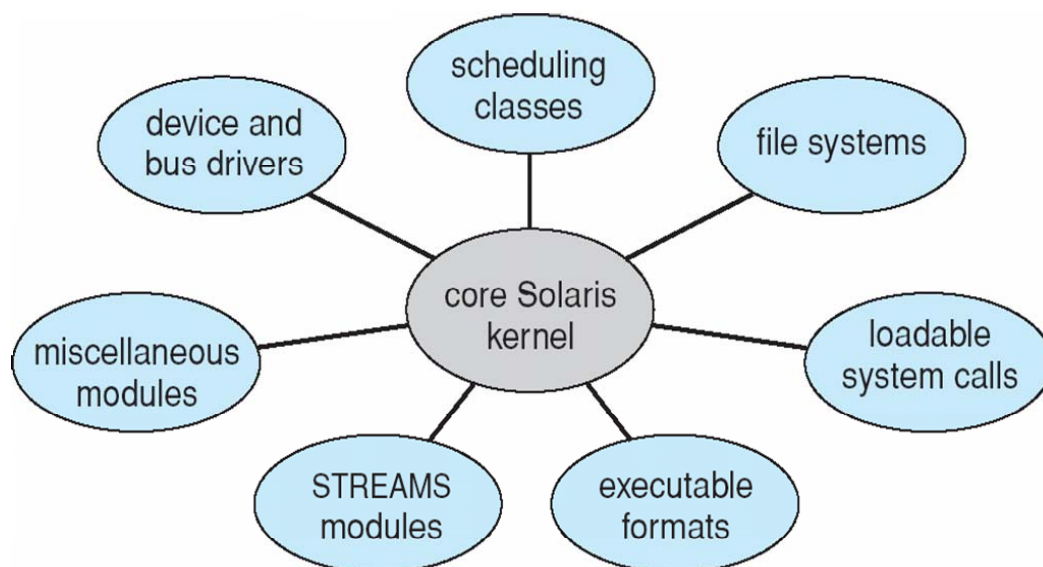 scheduling
classes
device and
bus drivers
file systems
core Solaris
kernel
miscellaneous
modules
loadable
system calls
STREAMS
modules
executable
formats